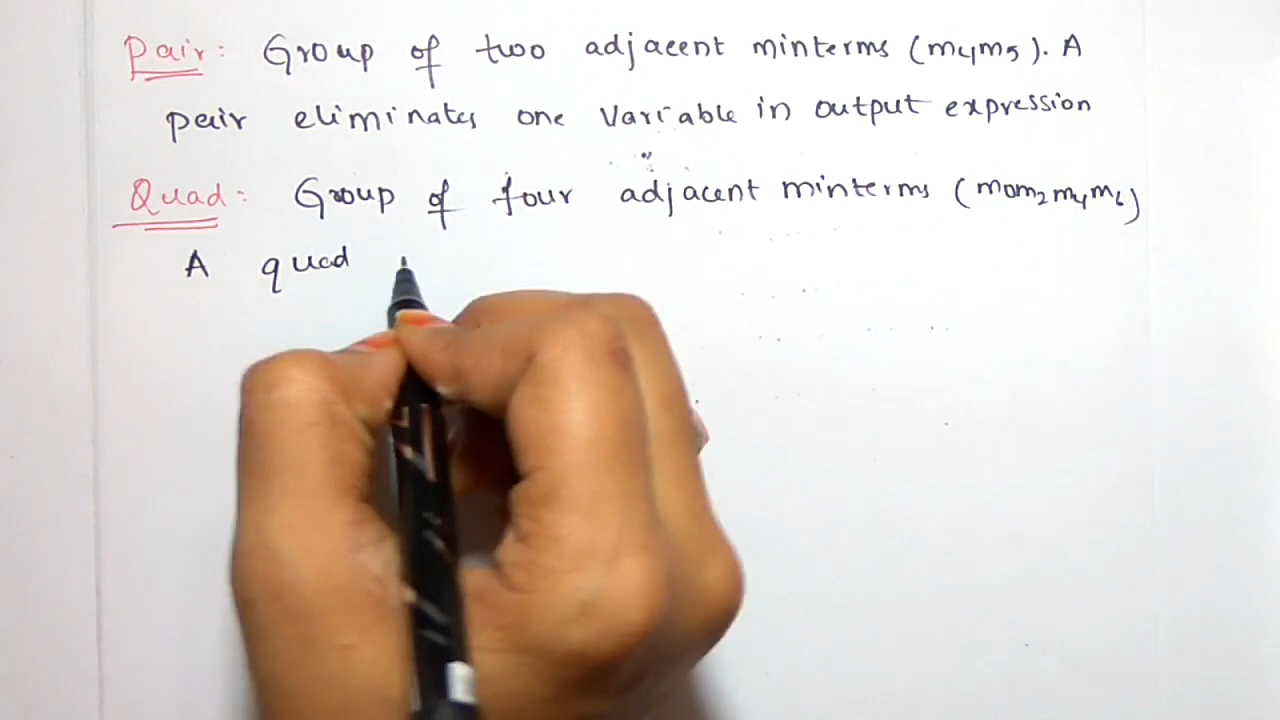 Pair: Group of two adjacent minterms (m4m5). A
pair eliminates one variable in output expression
Quad: Group of four adjacent minterms (m0m2m4m6)
A quad